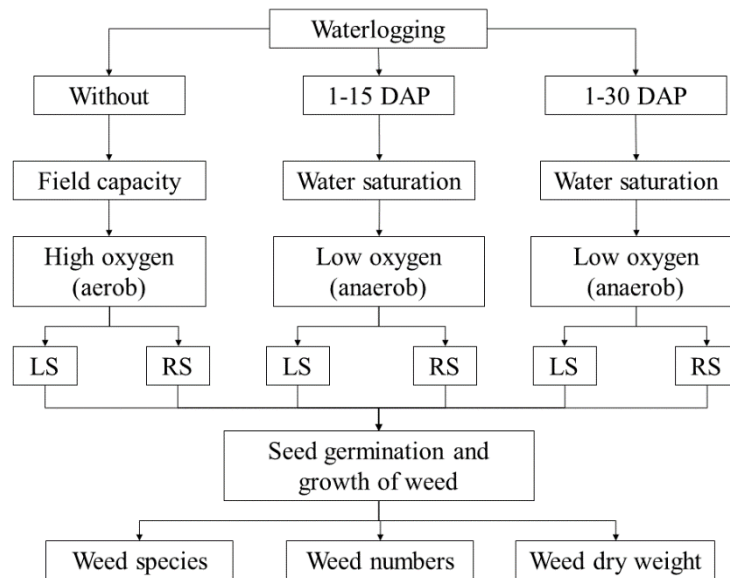 Waterlogging
Without
1-15 DAP
1-30 DAP
Field capacity
Water saturation
Water saturation
High oxygen
(aerob)
Low oxygen
(anaerob)
Low oxygen
(anaerob)
LS
RS
LS
RS
LS
RS
Seed germination and
growth of weed
Weed species
Weed numbers
Weed dry weight